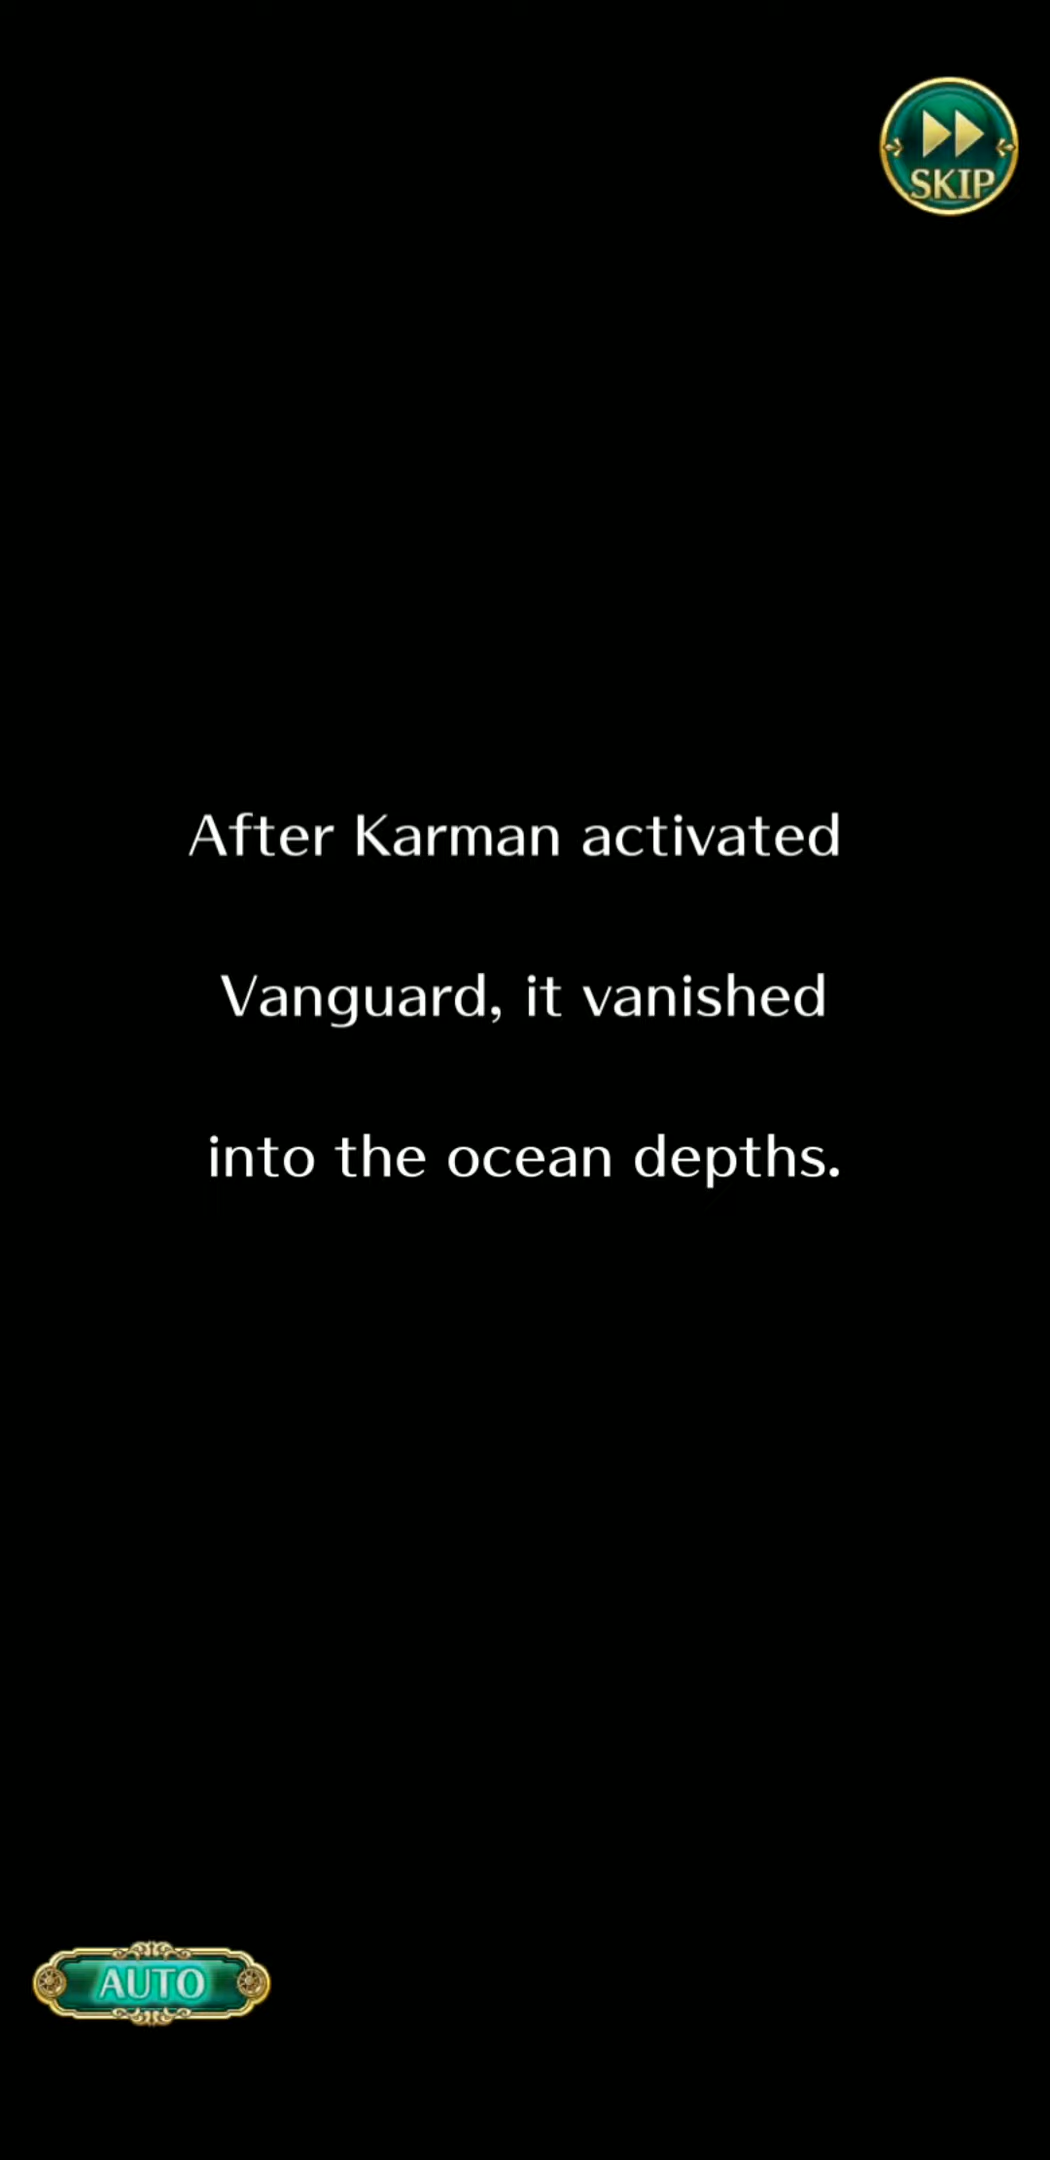 SKIP
After Karman activated
Vanguard, it vanished
into the ocean depths.
AUTO